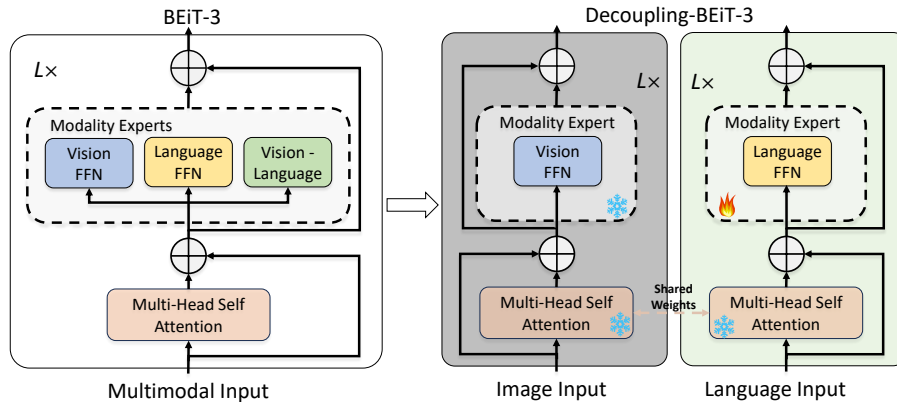 BEiT-3
L×
Modality Experts
Vision
FFN
Language
FFN
Vision -
Language
Multi-Head Self
Attention
Multimodal Input
Decoupling-BEiT-3
L×
Modality Expert
Vision
FFN
Multi-Head Self
Attention
Image Input
Shared
Weights
L×
Modality Expert
Language
FFN
Multi-Head Self
Attention
Language Input